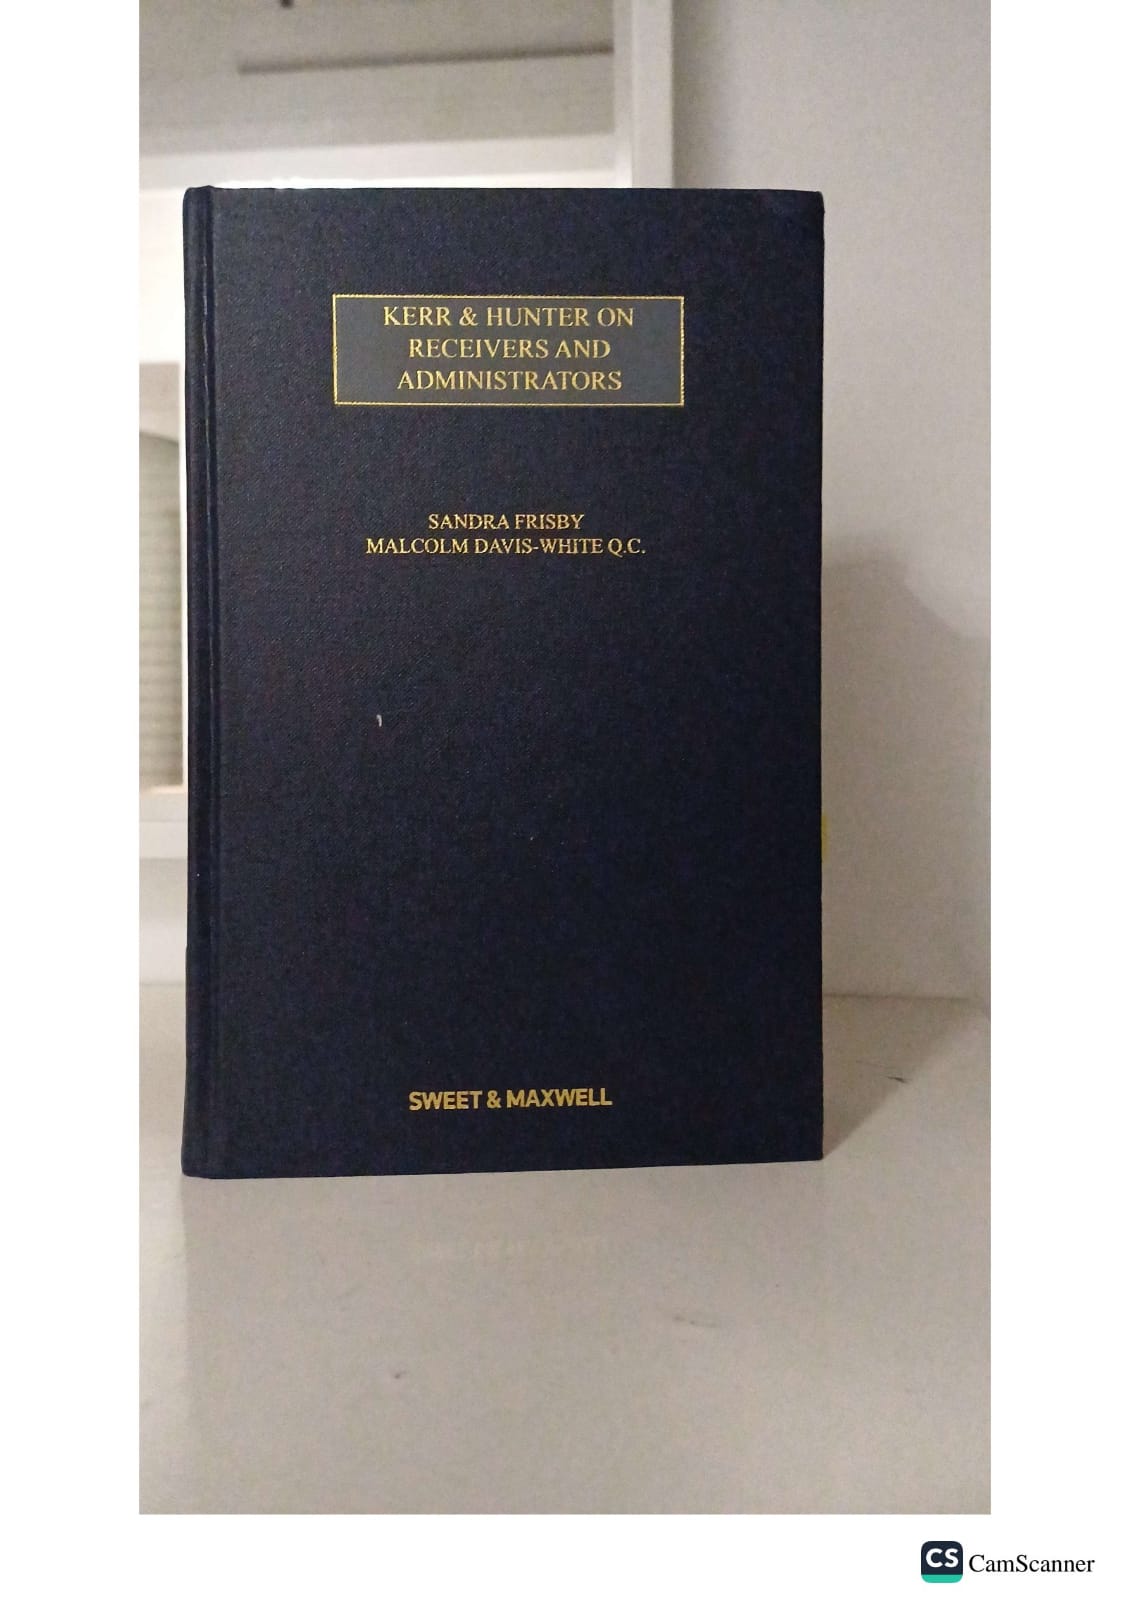 KERR & HUNTER ON
RECEIVERS AND
ADMINISTRATORS
SANDRA FRISBY
MALCOLM DAVIS-WHITE Q.C.
SWEET & MAXWELL
CS CamScanner